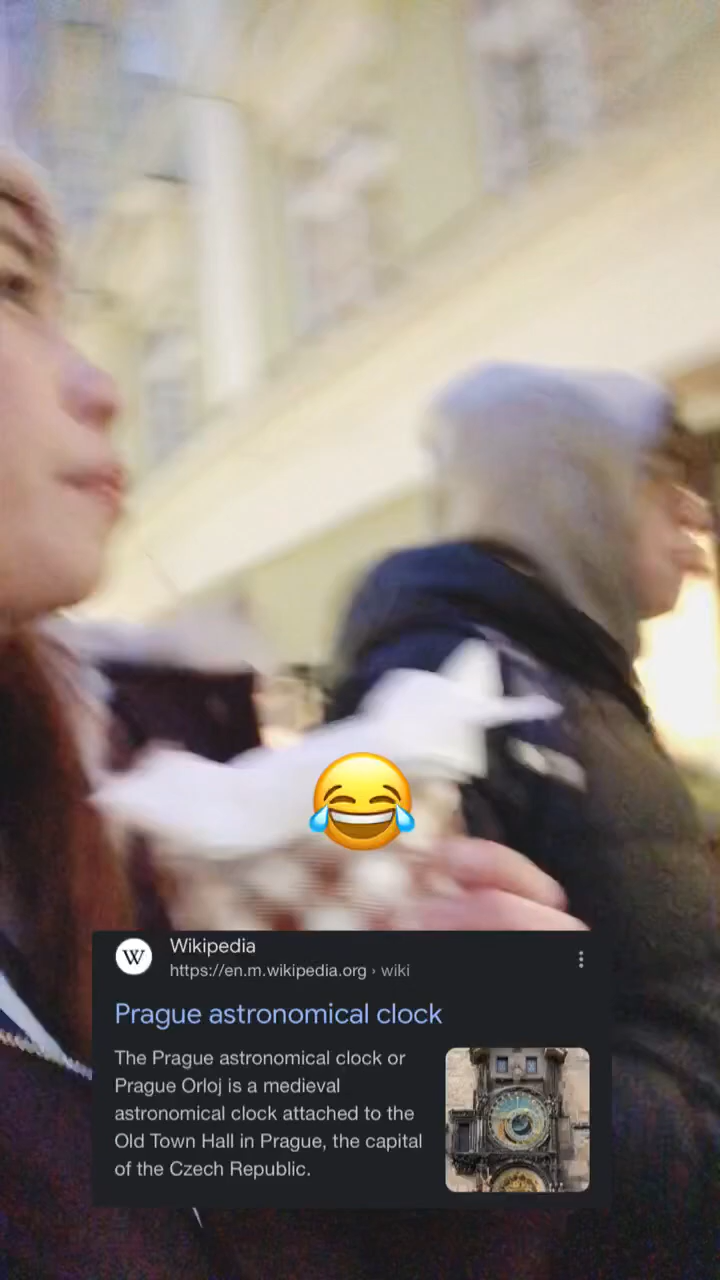 Wikipedia
https://en.m.wikipedia.org › wiki
Prague astronomical clock
The Prague astronomical clock or
Prague Orloj is a medieval
astronomical clock attached to the
Old Town Hall in Prague, the capital
of the Czech Republic.